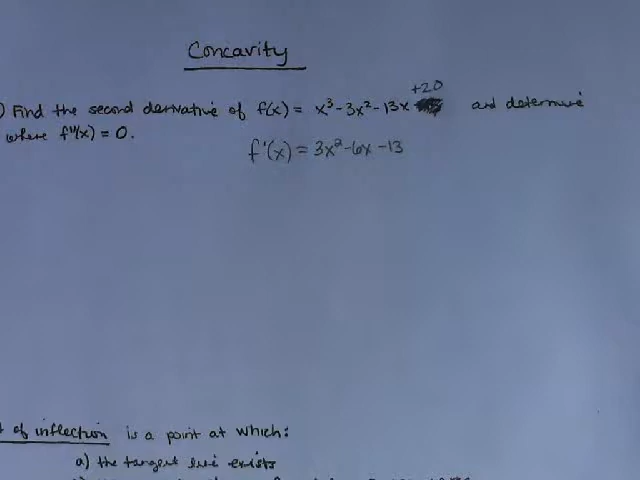 Concavity
+20
) Find the second derivative of f(x) = x³ - 3x² - 13x and determine
where f"(x) = 0.
f'(x) = 3x² - 6x - 13
of inflection is a point at which:
a) the tangent line exists